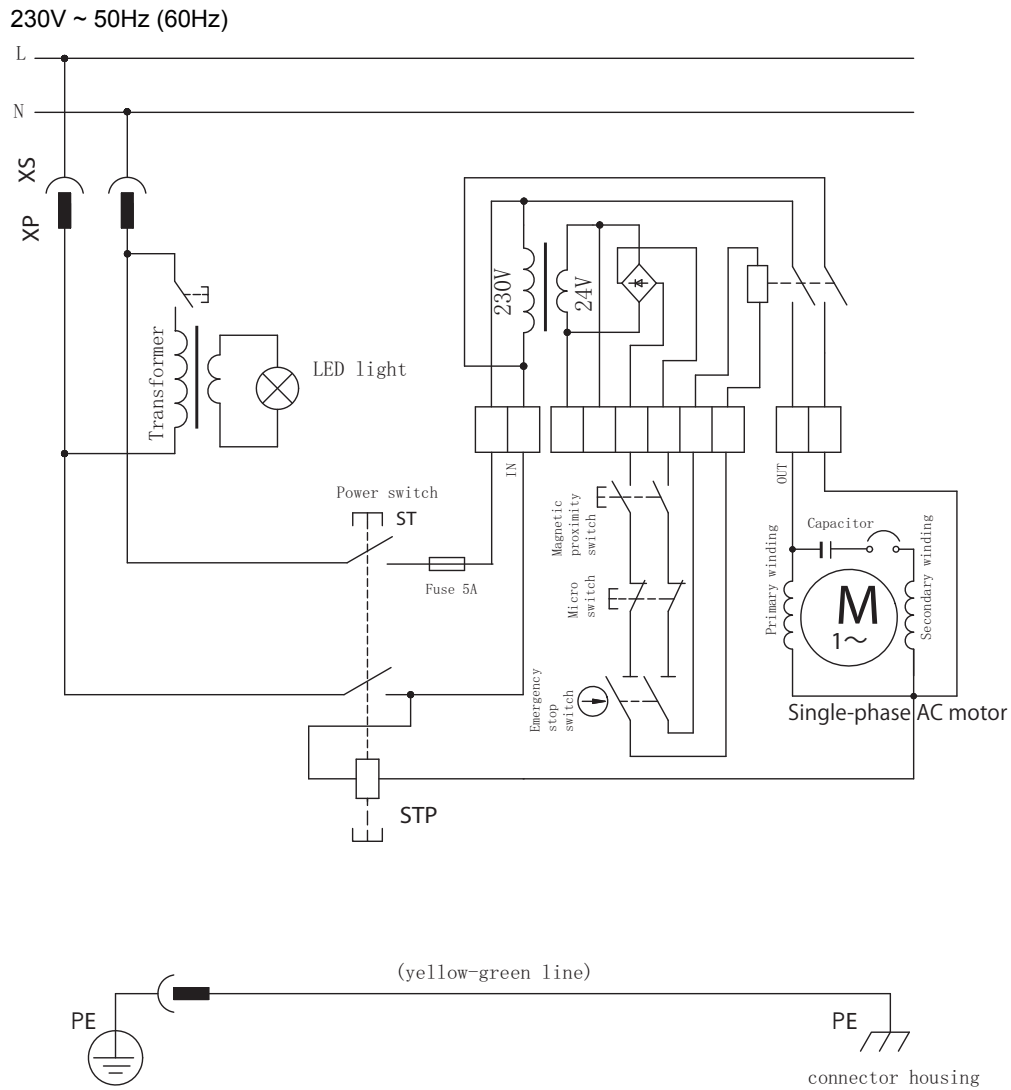 230V ~ 50Hz (60Hz)
L
N
XS
XP
230V
24V
Transformer
LED light
IN
OUT
Power switch
ST
Fuse 5A
Magnetic
proximity
switch
Micro
switch
Emergency
stop
switch
Capacitor
Primary winding
M
1～
Secondary winding
Single-phase AC motor
STP
(yellow-green line)
PE
PE
connector housing